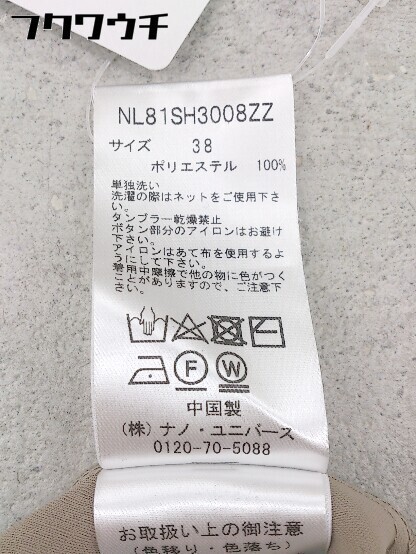 フクワウチ
NL81SH3008ZZ
サイズ 38
ポリエステル 100%
単独洗い
洗濯の際はネットをご使用下さ
い。
タンブラー乾燥禁止
ボタン部分のアイロンはお避け
下さい。
アイロンはあて布を使用するよ
うにして下さい。
着用中摩擦で他の物に色がつく
ことがありますので、ご注意下
さい。
F W
中国製
(株) ナノ・ユニバース
0120-70-5088
お取扱い上の御注意
(色移り・色落ち)